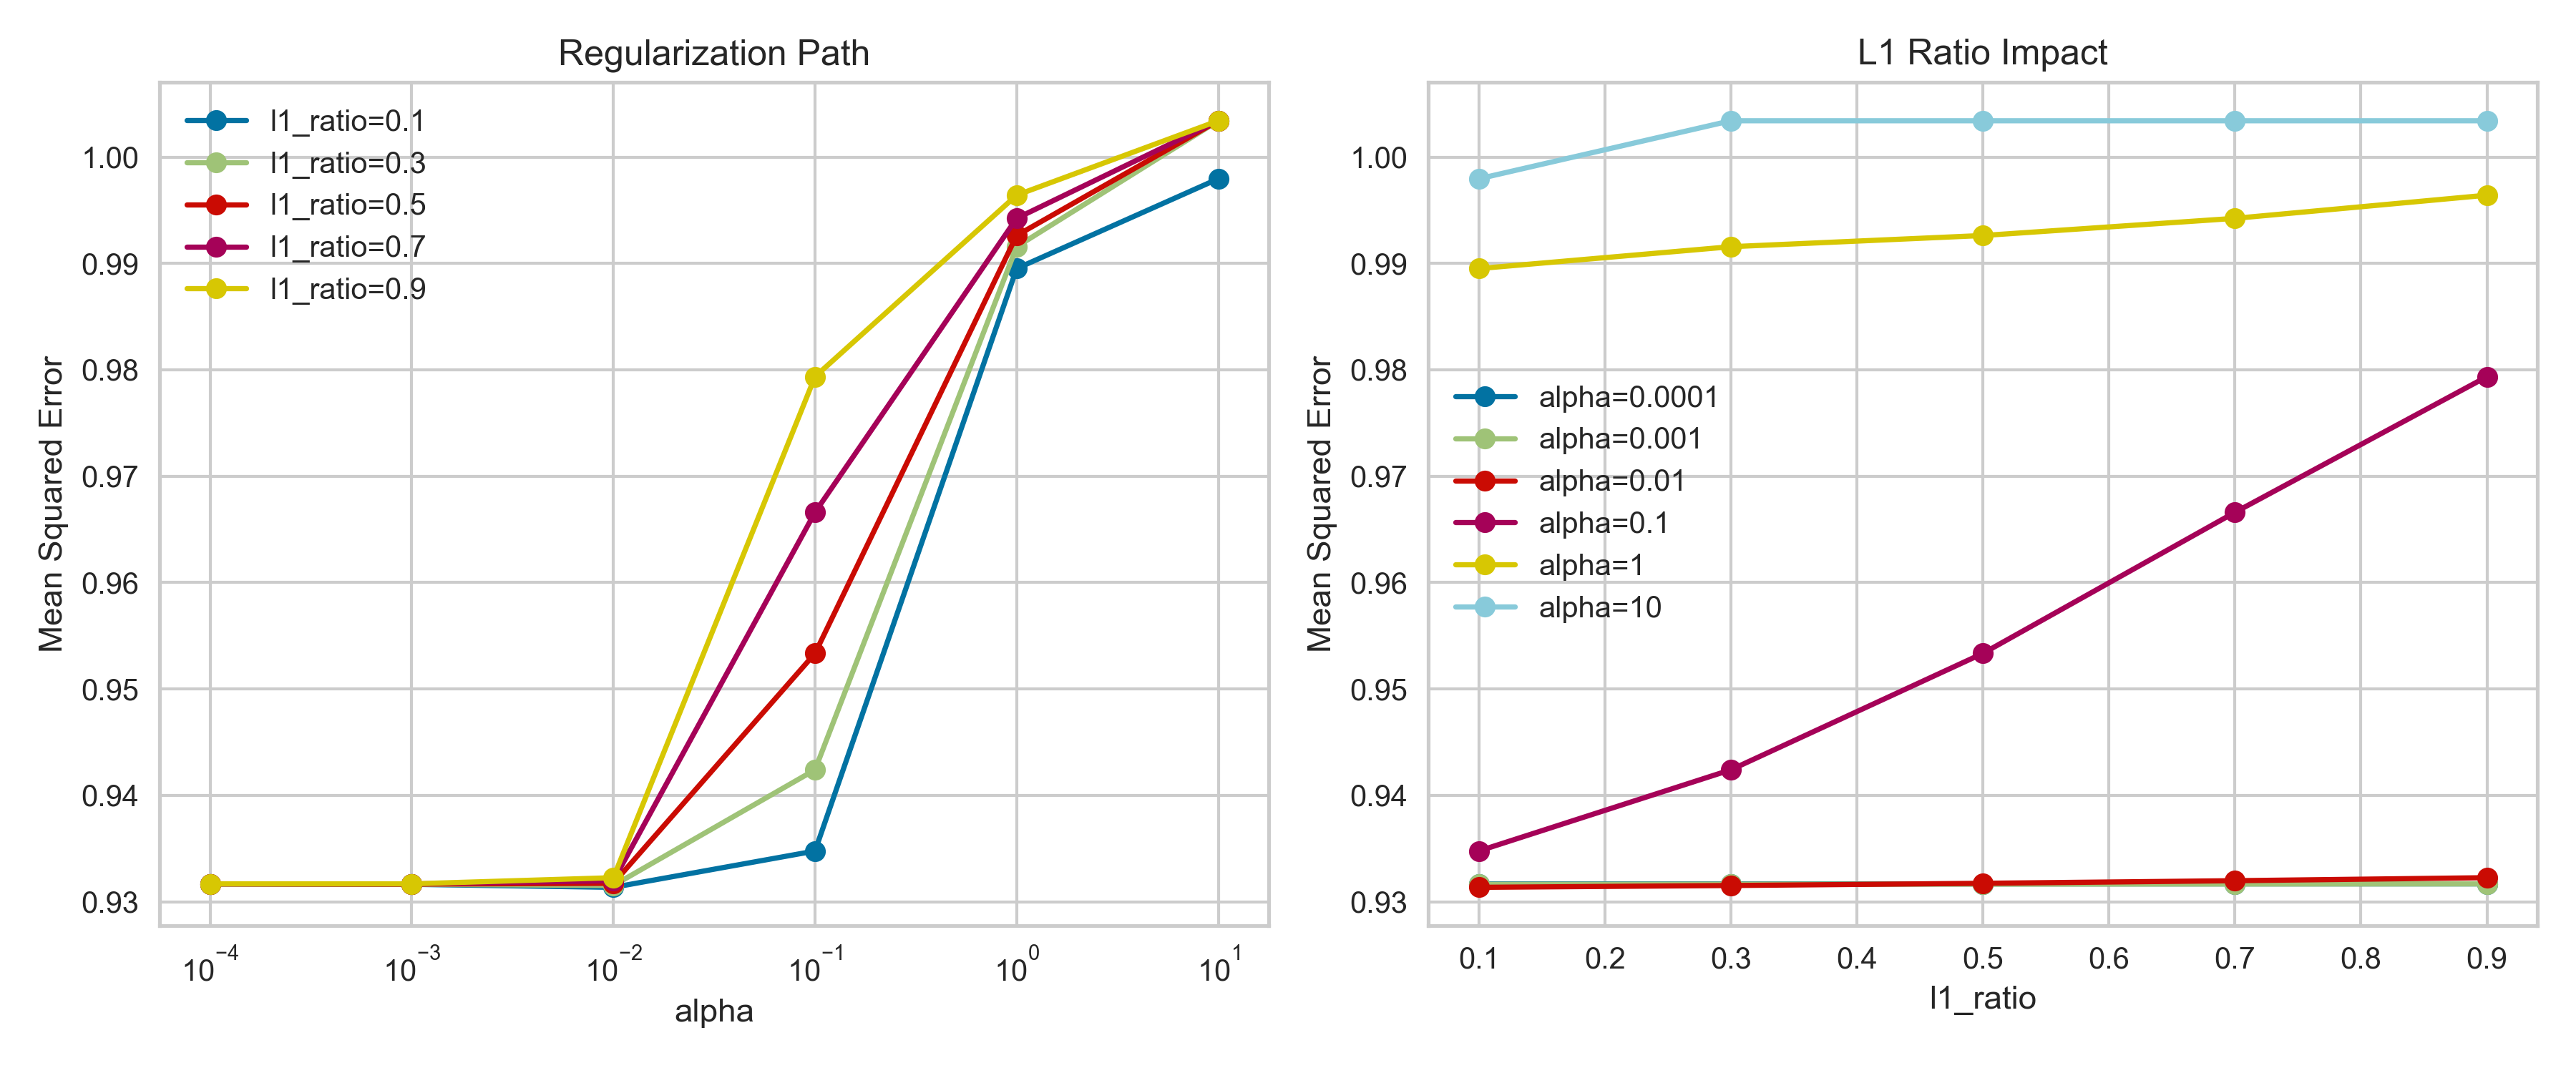 Regularization Path
l1_ratio=0.1
l1_ratio=0.3
l1_ratio=0.5
l1_ratio=0.7
l1_ratio=0.9
1.00
0.99
0.98
0.97
0.96
0.95
0.94
0.93
Mean Squared Error
10⁻⁴ 10⁻³ 10⁻² 10⁻¹ 10⁰ 10¹
alpha
L1 Ratio Impact
1.00
0.99
0.98
0.97
0.96
0.95
0.94
0.93
Mean Squared Error
alpha=0.0001
alpha=0.001
alpha=0.01
alpha=0.1
alpha=1
alpha=10
0.1 0.2 0.3 0.4 0.5 0.6 0.7 0.8 0.9
l1_ratio